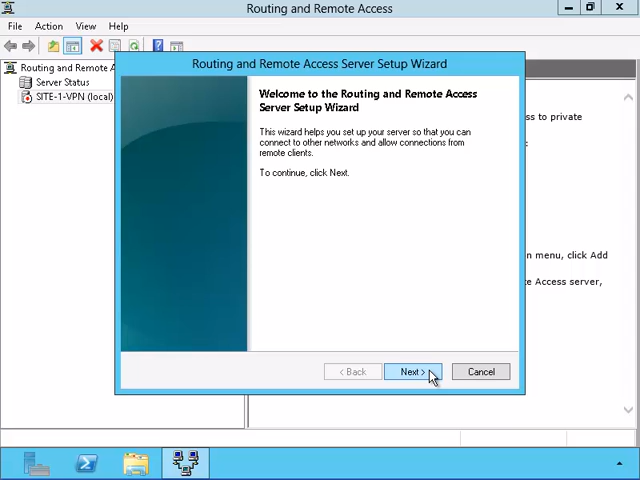 Routing and Remote Access
File Action View Help
Routing and Remote A
Server Status
SITE-1-VPN (local)
Routing and Remote Access Server Setup Wizard
Welcome to the Routing and Remote Access
Server Setup Wizard
This wizard helps you set up your server so that you can
connect to other networks and allow connections from
remote clients.
To continue, click Next.
ss to private
n menu, click Add
e Access server,
< Back Next > Cancel